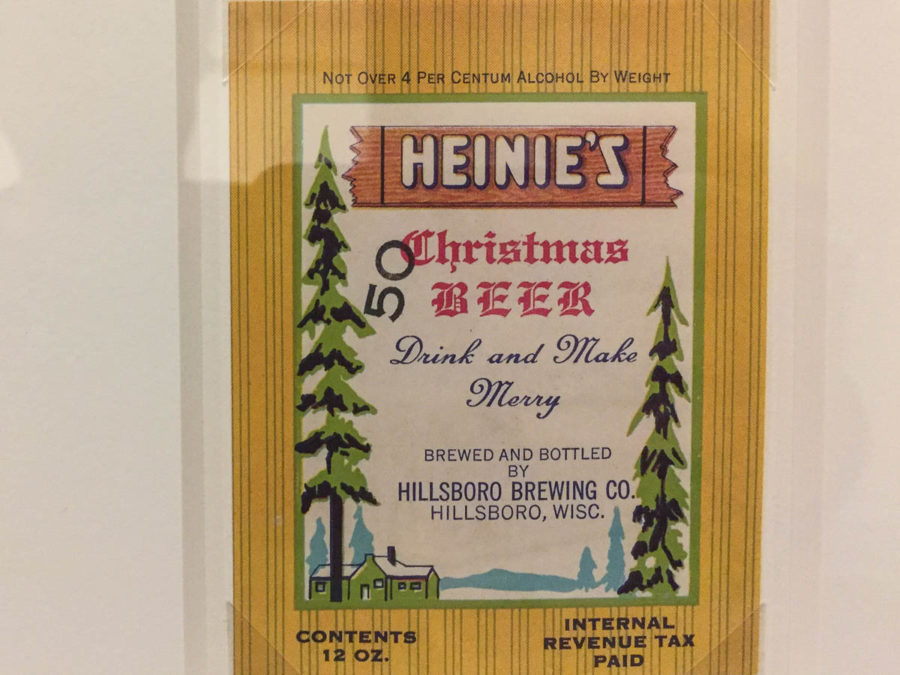 Not Over 4 Per Centum Alcohol By Weight
HEINIE'S
50
Christmas
BEER
Drink and Make
Merry
BREWED AND BOTTLED
BY
HILLSBORO BREWING CO.
HILLSBORO, WISC.
CONTENTS
12 OZ.
INTERNAL
REVENUE TAX
PAID